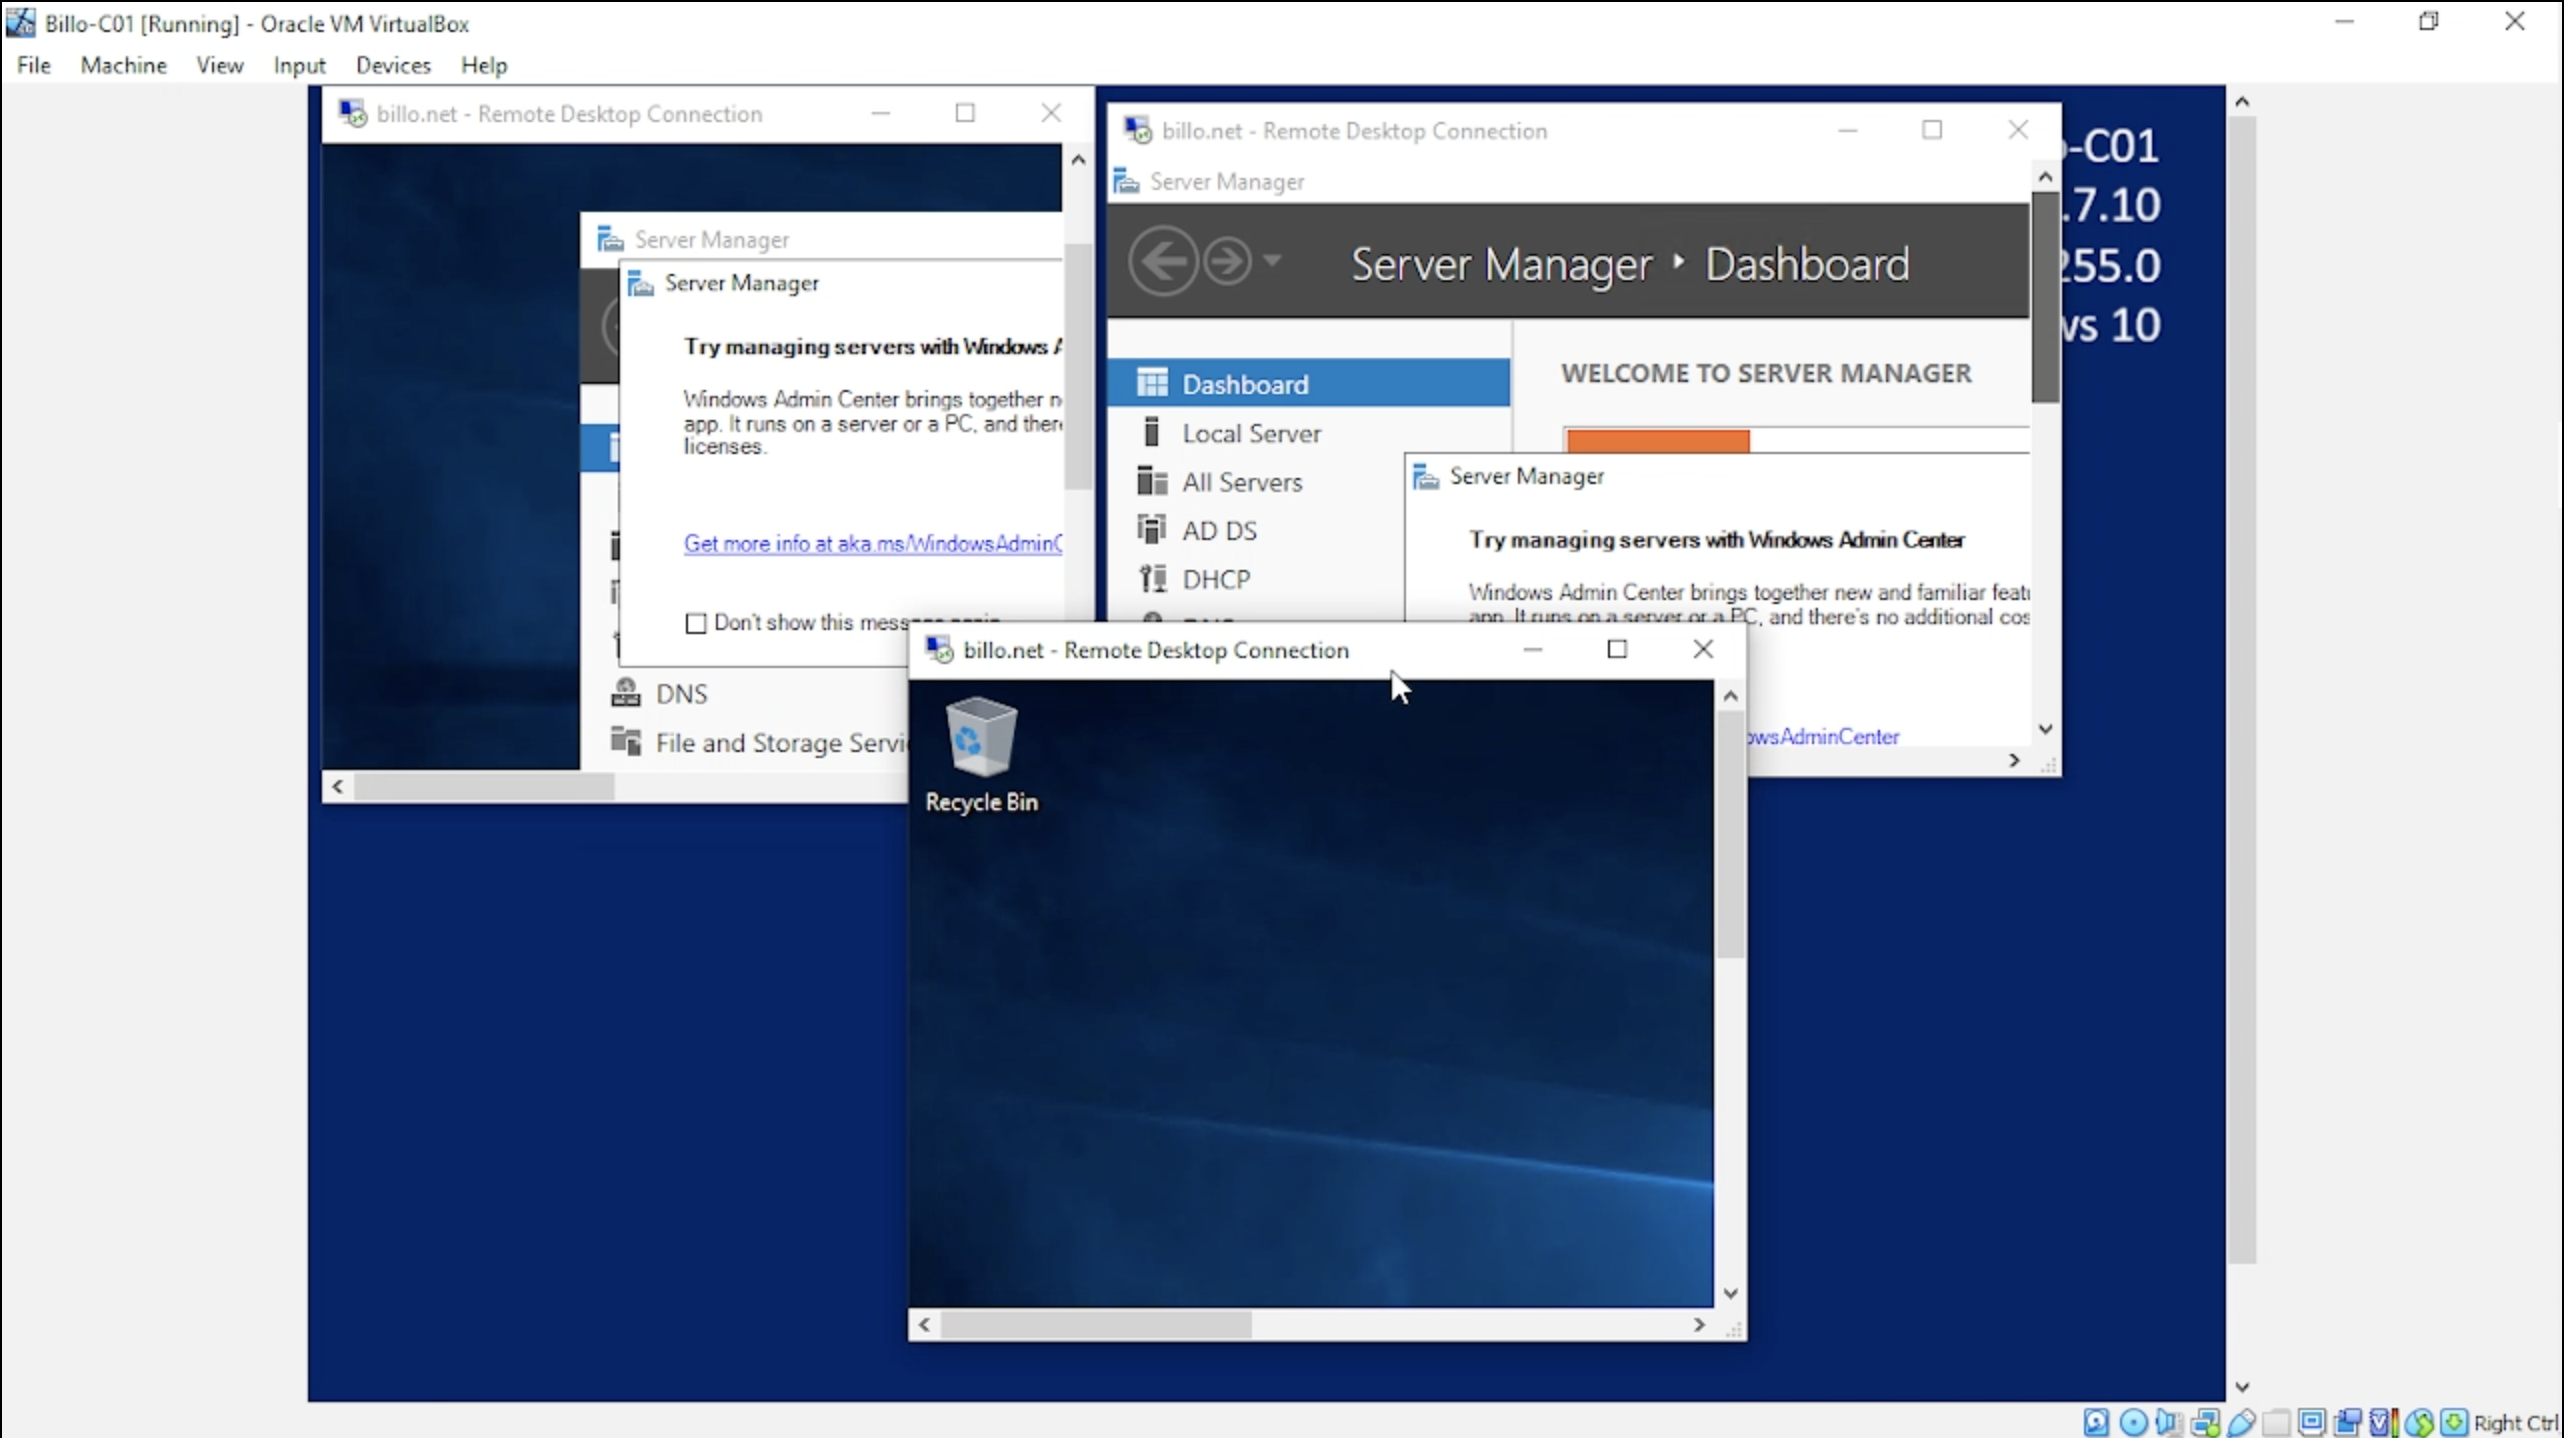 Billo-C01 [Running] - Oracle VM VirtualBox
File Machine View Input Devices Help
billo.net - Remote Desktop Connection
Server Manager
Server Manager
Try managing servers with Windows
Windows Admin Center brings together
app. It runs on a server or a PC, and there
licenses.
Get more info at aka.ms/WindowsAdminC
Don't show this message again
DNS
File and Storage Servi
billo.net - Remote Desktop Connection
Server Manager
Server Manager ‣ Dashboard
Dashboard
Local Server
All Servers
AD DS
DHCP
WELCOME TO SERVER MANAGER
Server Manager
Try managing servers with Windows Admin Center
Windows Admin Center brings together new and familiar featu
app. It runs on a server or a PC, and there's no additional cos
owsAdminCenter
-C01
.7.10
255.0
ws 10
billo.net - Remote Desktop Connection
Recycle Bin
Right Ctrl